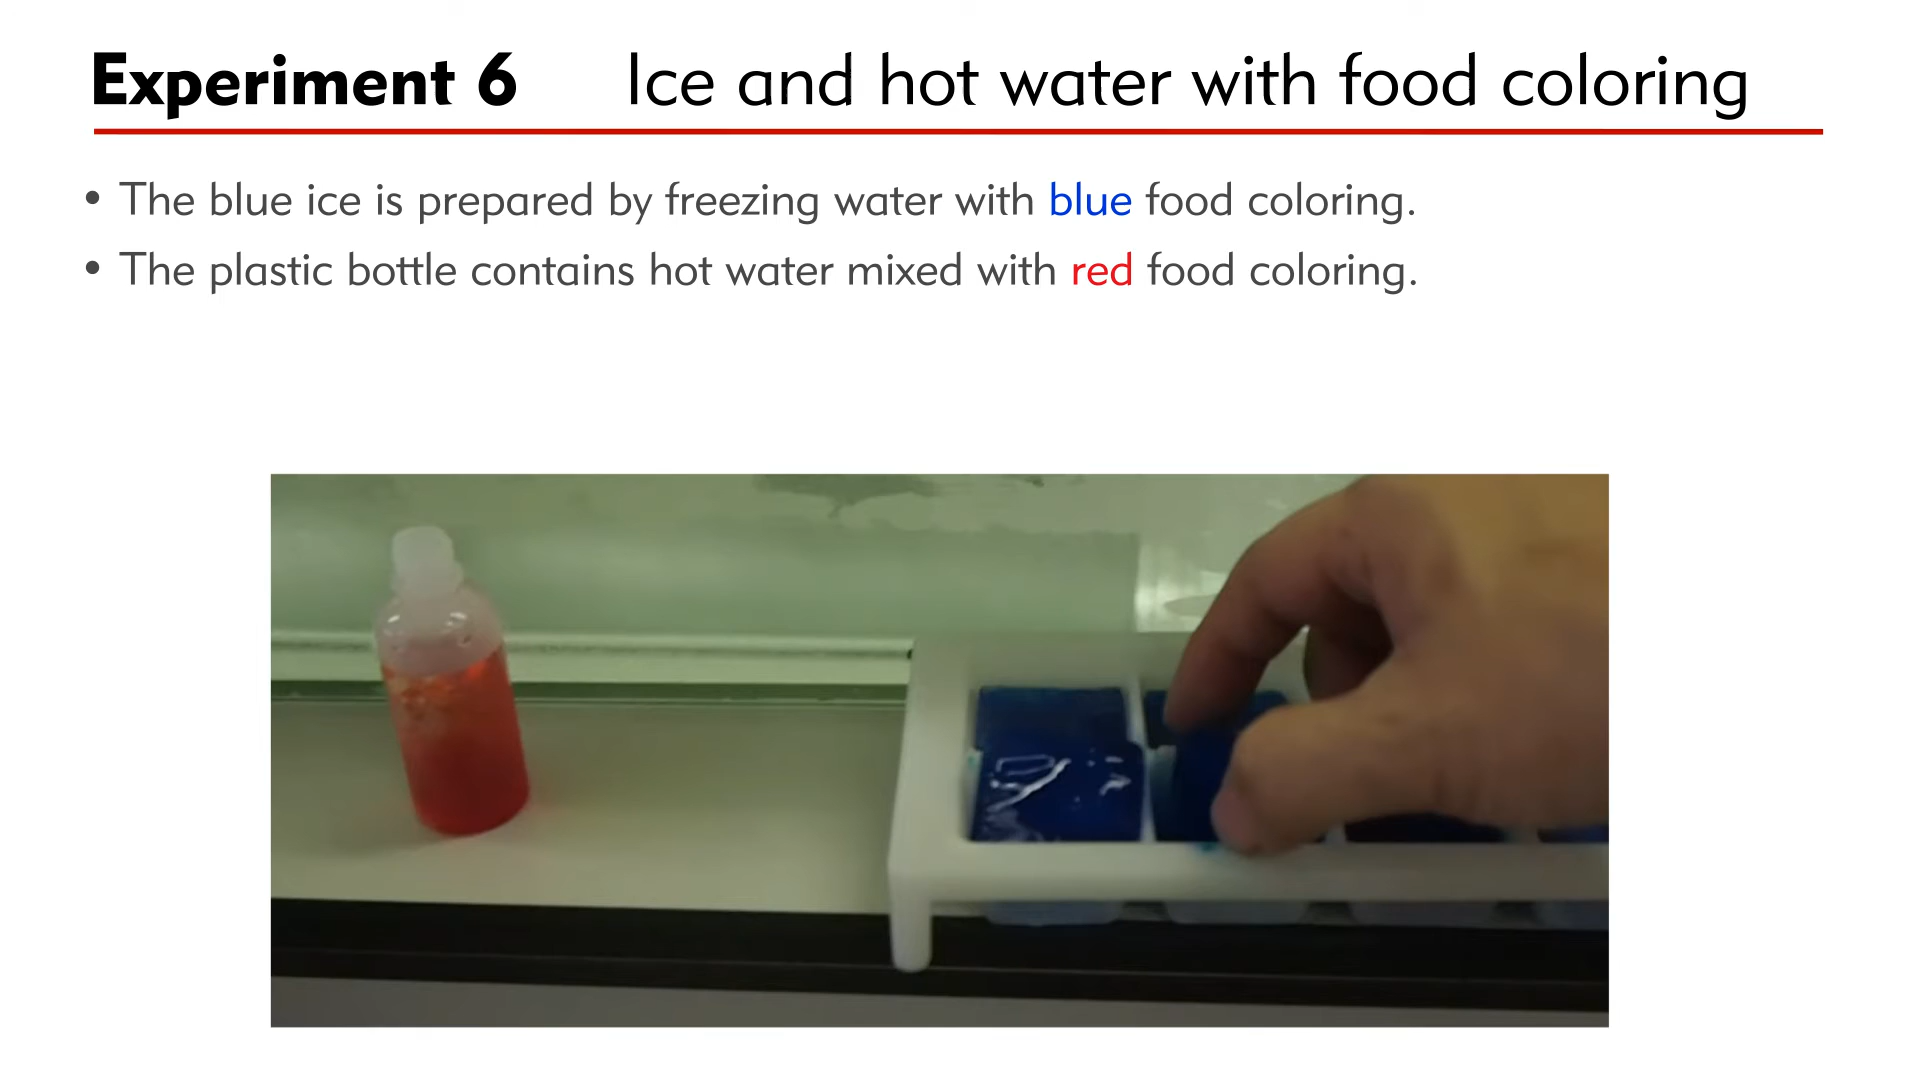 Experiment 6 Ice and hot water with food coloring
• The blue ice is prepared by freezing water with blue food coloring.
• The plastic bottle contains hot water mixed with red food coloring.